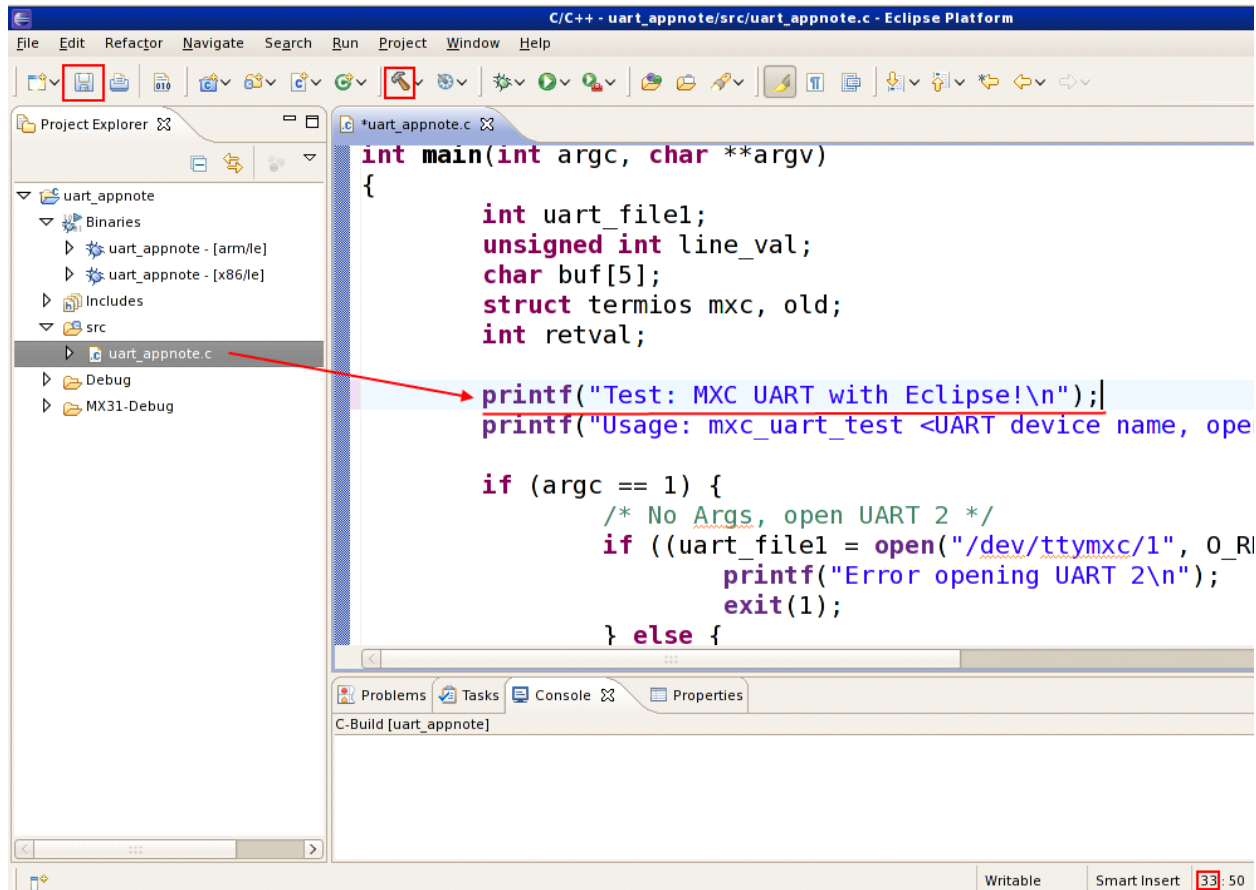 C/C++ - uart_appnote/src/uart_appnote.c - Eclipse Platform
File Edit Refactor Navigate Search Run Project Window Help
010
Project Explorer
uart_appnote
Binaries
uart_appnote - [arm/le]
uart_appnote - [x86/le]
Includes
src
uart_appnote.c
Debug
MX31-Debug
*uart_appnote.c
int main(int argc, char **argv)
{
int uart_file1;
unsigned int line_val;
char buf[5];
struct termios mxc, old;
int retval;
printf("Test: MXC UART with Eclipse!\n");
printf("Usage: mxc_uart_test <UART device name, ope
if (argc == 1) {
/* No Args, open UART 2 */
if ((uart_file1 = open("/dev/ttymxc/1", O_R
printf("Error opening UART 2\n");
exit(1);
} else {
Problems Tasks Console Properties
C-Build [uart_appnote]
Writable Smart Insert 33 : 50